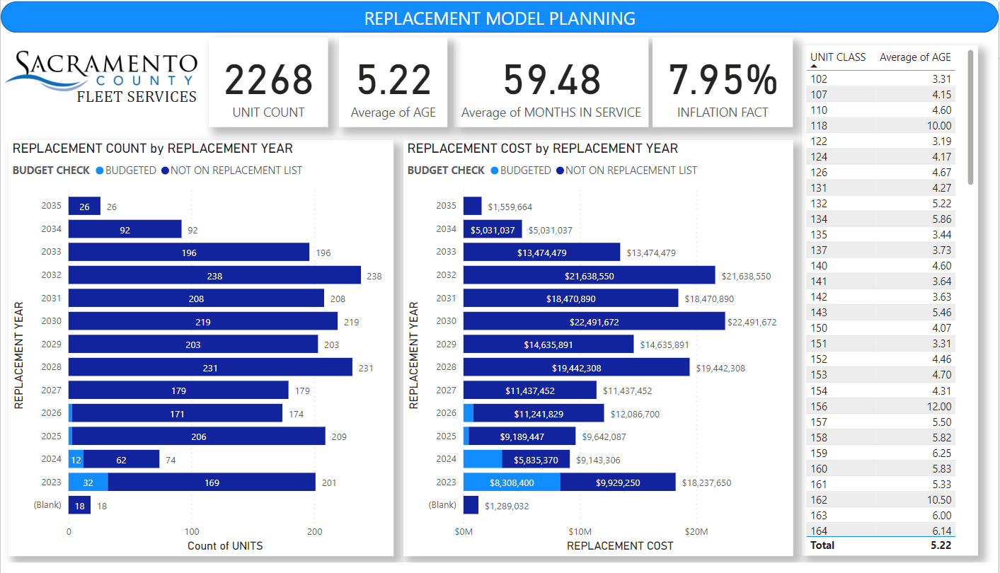 REPLACEMENT MODEL PLANNING
SACRAMENTO
COUNTY
FLEET SERVICES
2268
UNIT COUNT
5.22
Average of AGE
59.48
Average of MONTHS IN SERVICE
7.95%
INFLATION FACT
REPLACEMENT COUNT by REPLACEMENT YEAR
BUDGET CHECK BUDGETED NOT ON REPLACEMENT LIST
REPLACEMENT YEAR
2035 26 26
2034 92 92
2033 196 196
2032 238 238
2031 208 208
2030 219 219
2029 203 203
2028 231 231
2027 179 179
2026 171 174
2025 206 209
2024 12 62 74
2023 32 169 201
(Blank) 18 18
0 100 200
Count of UNITS
REPLACEMENT COST by REPLACEMENT YEAR
BUDGET CHECK BUDGETED NOT ON REPLACEMENT LIST
REPLACEMENT YEAR
2035 $1,559,664
2034 $5,031,037 $5,031,037
2033 $13,474,479 $13,474,479
2032 $21,638,550 $21,638,550
2031 $18,470,890 $18,470,890
2030 $22,491,672 $22,491,672
2029 $14,635,891 $14,635,891
2028 $19,442,308 $19,442,308
2027 $11,437,452 $11,437,452
2026 $11,241,829 $12,086,700
2025 $9,189,447 $9,642,087
2024 $5,835,370 $9,143,306
2023 $8,308,400 $9,929,250 $18,237,650
(Blank) $1,289,032
$0M $10M $20M
REPLACEMENT COST
UNIT CLASS Average of AGE
102 3.31
107 4.15
110 4.60
118 10.00
122 3.19
124 4.17
126 4.67
131 4.27
132 5.22
134 5.86
135 3.44
137 3.73
140 4.60
141 3.64
142 3.63
143 5.46
150 4.07
151 3.31
152 4.46
153 4.70
154 4.31
156 12.00
157 5.50
158 5.82
159 6.25
160 5.83
161 5.33
162 10.50
163 6.00
164 6.14
Total 5.22